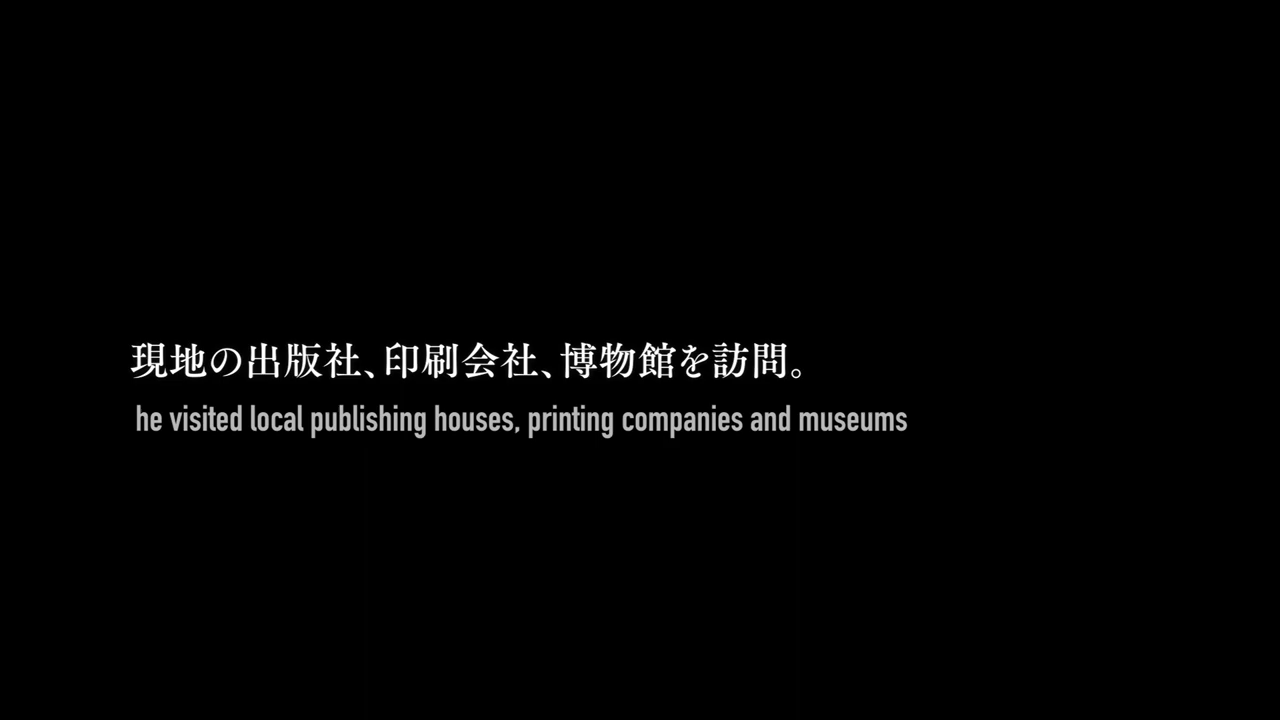 現地の出版社、印刷会社、博物館を訪問。
he visited local publishing houses, printing companies and museums